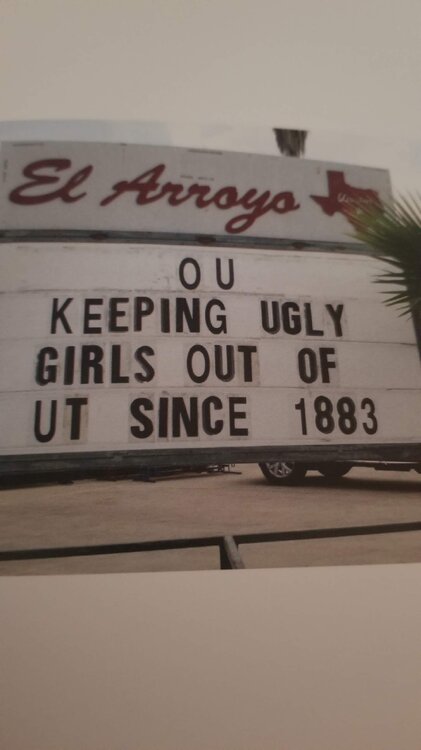 El Arroyo
OU
KEEPING UGLY
GIRLS OUT OF
UT SINCE 1883